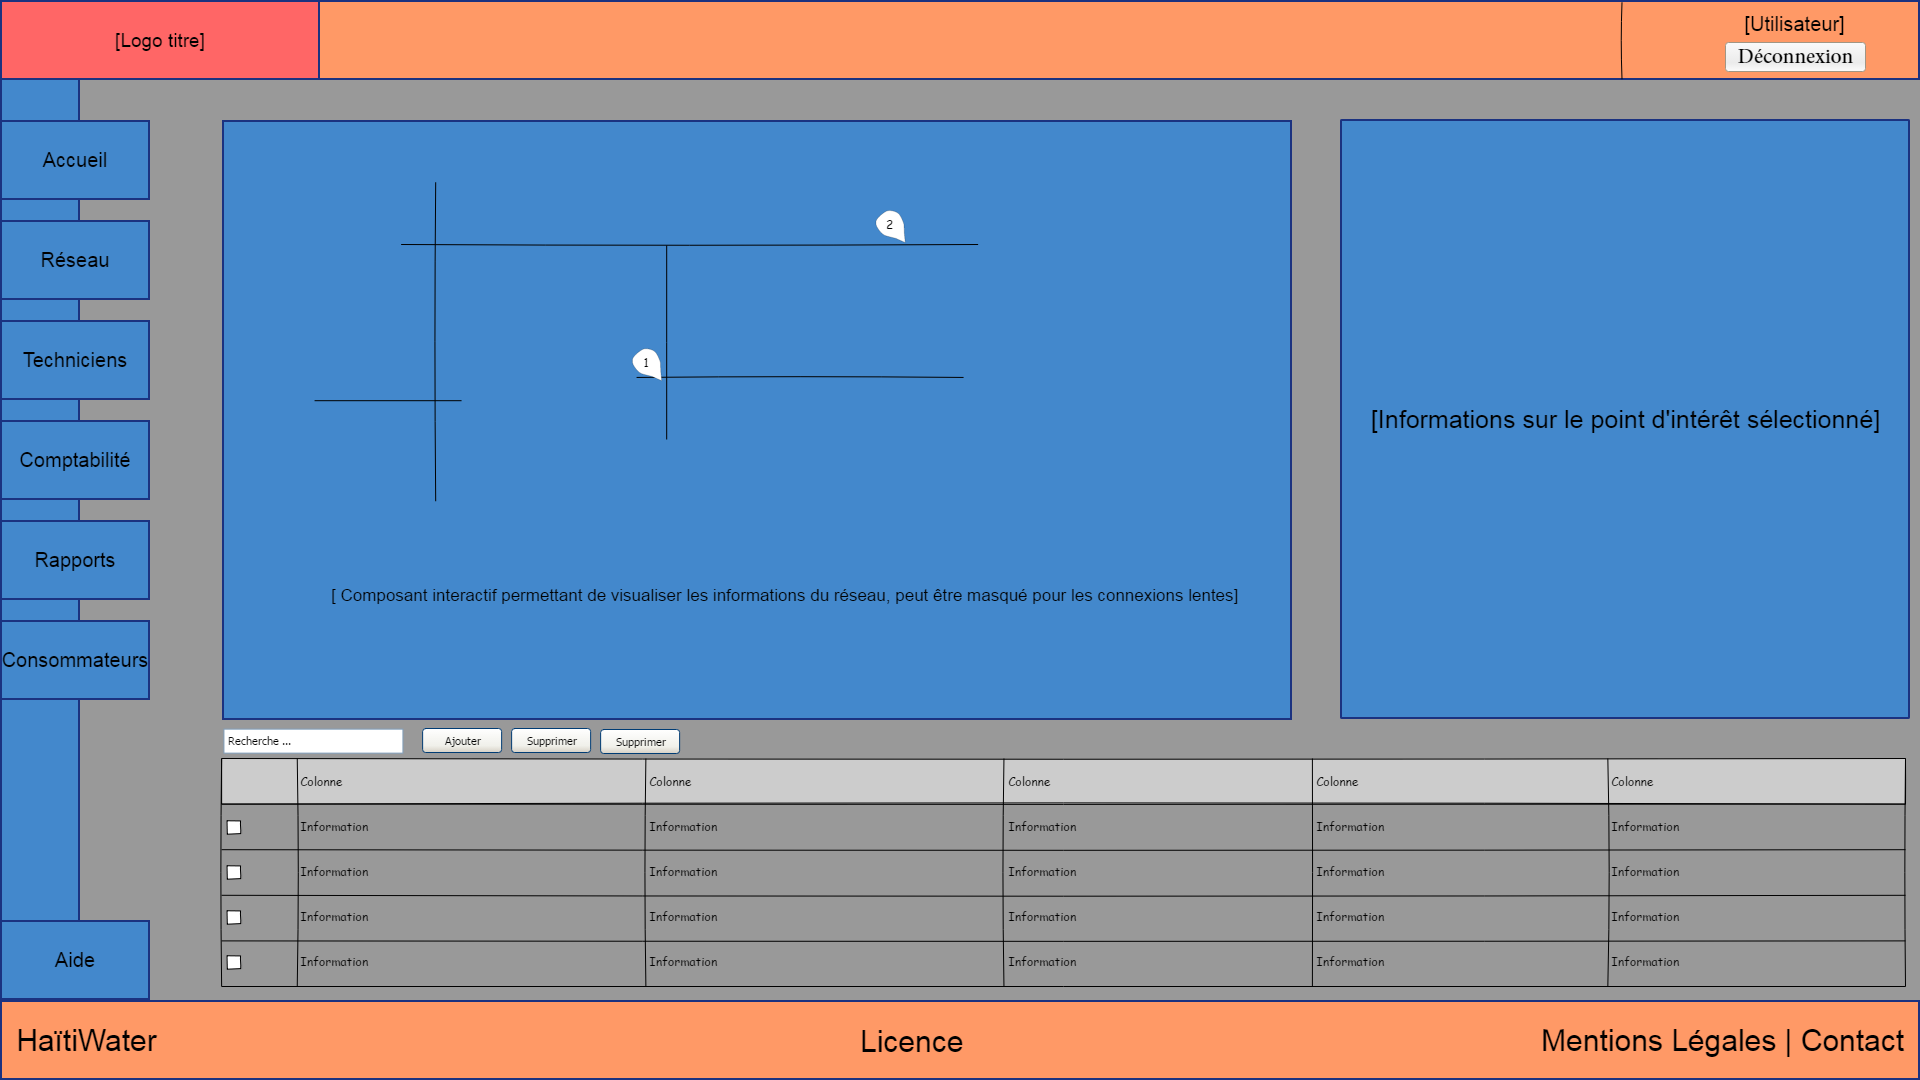 [Logo titre]
[Utilisateur]
Déconnexion
Accueil
Réseau
Techniciens
Comptabilité
Rapports
Consommateurs
Aide
2
1
[ Composant interactif permettant de visualiser les informations du réseau, peut être masqué pour les connexions lentes]
[Informations sur le point d'intérêt sélectionné]
Recherche ... Ajouter Supprimer Supprimer
Colonne Colonne Colonne Colonne Colonne
Information Information Information Information Information
Information Information Information Information Information
Information Information Information Information Information
Information Information Information Information Information
HaïtiWater Licence Mentions Légales | Contact